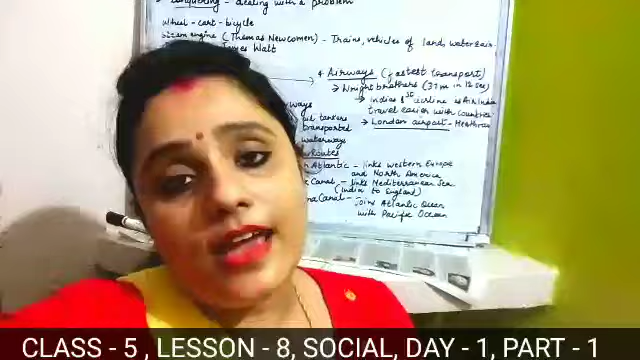 Conquering - dealing with a problem
Wheel - cart - bicycle
Steam engine (Thomas Newcomen) - Trains, vehicles of land, water & air.
James Watt
4 Airways (fastest transport)
→ Wright brothers (37m in 12 sec)
→ India's 1st airline is Air India
travel easier with countries
→ London airport - Heathrow
ways
oil tankers
transported
waterways
Routes
Atlantic - links Western Europe
and North America
Canal - links Mediterranean Sea
(India to England)
Canal - joins Atlantic Ocean
with Pacific Ocean
CLASS - 5 , LESSON - 8, SOCIAL, DAY - 1, PART - 1